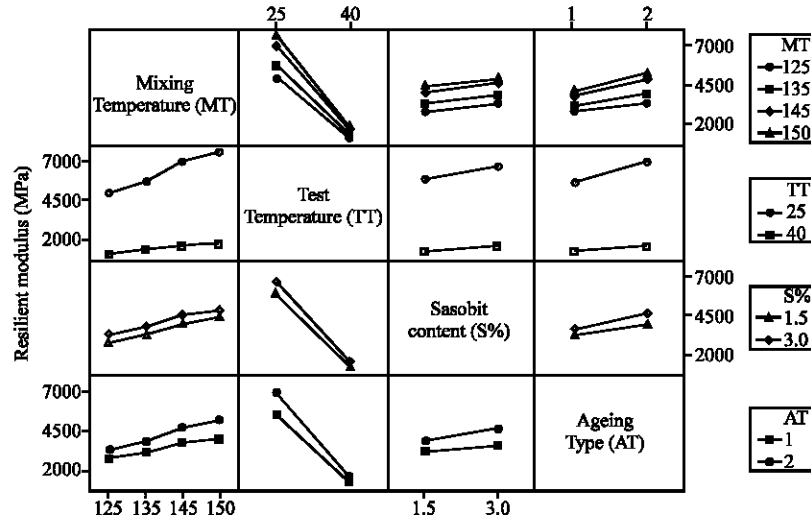 25 40
1 2
Mixing
Temperature (MT)
7000
4500
2000
MT
125
135
145
150
Resilient modulus (MPa)
7000
4500
2000
Test
Temperature (TT)
TT
25
40
Sasobit
content (S%)
7000
4500
2000
S%
1.5
3.0
7000
4500
2000
Ageing
Type (AT)
AT
1
2
125 135 145 150
1.5 3.0